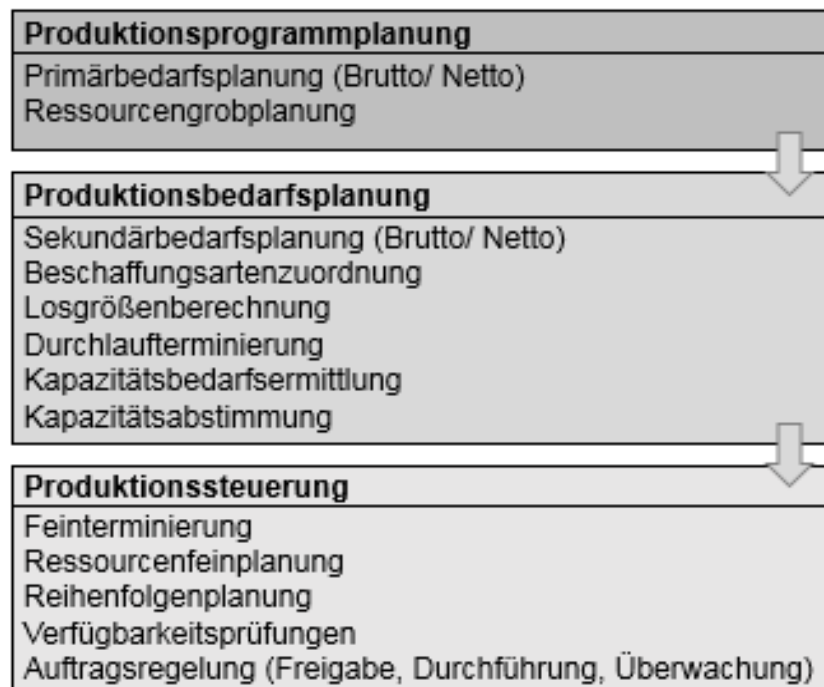 Produktionsprogrammplanung
Primärbedarfsplanung (Brutto/ Netto)
Ressourcengrobplanung
Produktionsbedarfsplanung
Sekundärbedarfsplanung (Brutto/ Netto)
Beschaffungsartenzuordnung
Losgrößenberechnung
Durchlaufterminierung
Kapazitätsbedarfsermittlung
Kapazitätsabstimmung
Produktionssteuerung
Feinterminierung
Ressourcenfeinplanung
Reihenfolgenplanung
Verfügbarkeitsprüfungen
Auftragsregelung (Freigabe, Durchführung, Überwachung)